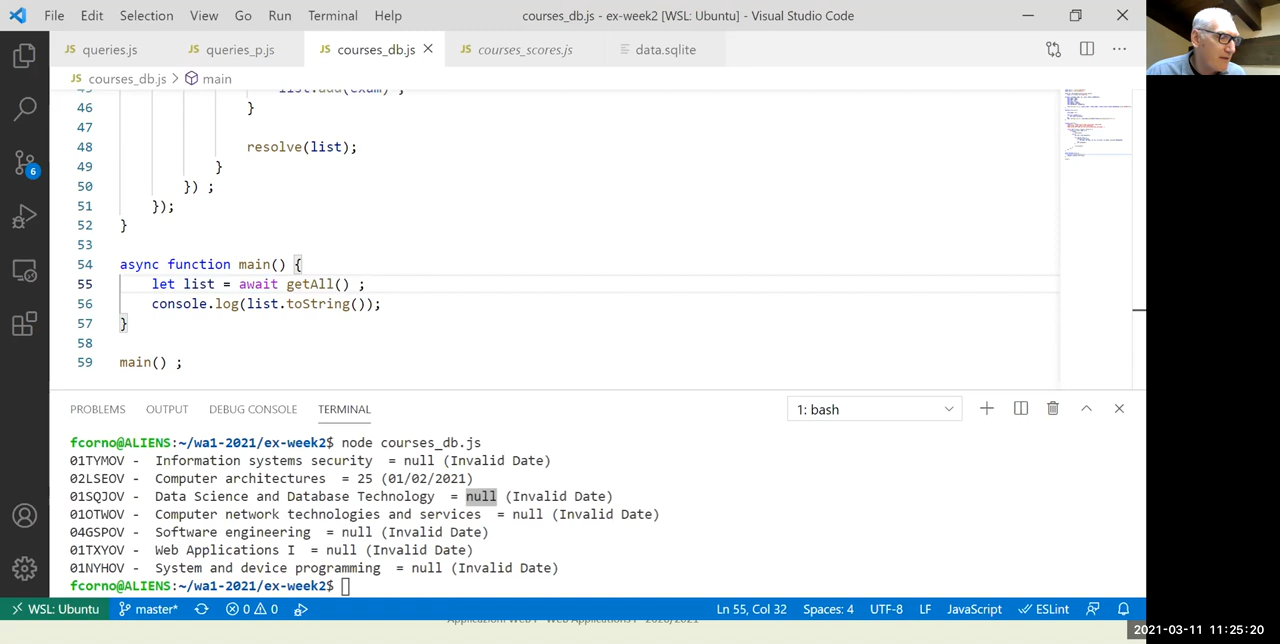 File Edit Selection View Go Run Terminal Help courses_db.js - ex-week2 [WSL: Ubuntu] - Visual Studio Code
JS queries.js JS queries_p.js JS courses_db.js JS courses_scores.js data.sqlite
JS courses_db.js > main
46 }
47
48 resolve(list);
49 }
50 }) ;
51 });
52 }
53
54 async function main() {
55 let list = await getAll() ;
56 console.log(list.toString());
57 }
58
59 main() ;
6
PROBLEMS OUTPUT DEBUG CONSOLE TERMINAL 1: bash
fcorno@ALIENS:~/wa1-2021/ex-week2$ node courses_db.js
01TYMOV - Information systems security = null (Invalid Date)
02LSEOV - Computer architectures = 25 (01/02/2021)
01SQJOV - Data Science and Database Technology = null (Invalid Date)
01OTWOV - Computer network technologies and services = null (Invalid Date)
04GSPOV - Software engineering = null (Invalid Date)
01TXYOV - Web Applications I = null (Invalid Date)
01NYHOV - System and device programming = null (Invalid Date)
fcorno@ALIENS:~/wa1-2021/ex-week2$
WSL: Ubuntu master* 0 0 Ln 55, Col 32 Spaces: 4 UTF-8 LF JavaScript ESLint
2021-03-11 11:25:20